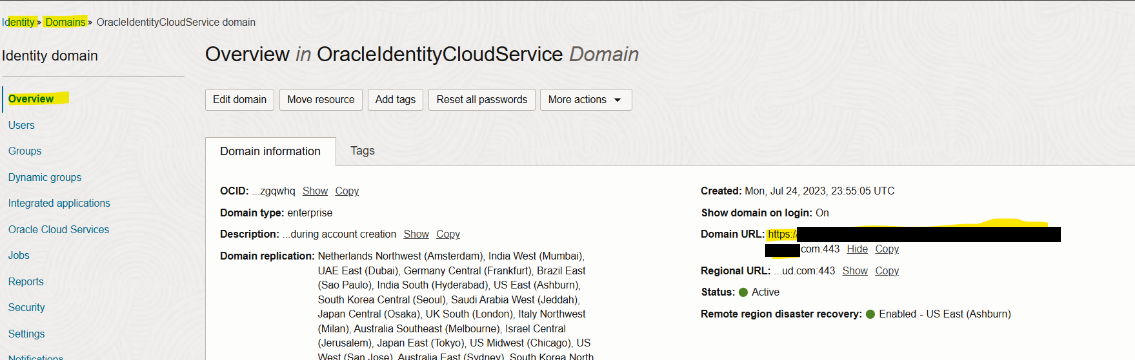 Identity » Domains » OracleIdentityCloudService domain
Identity domain
Overview
Users
Groups
Dynamic groups
Integrated applications
Oracle Cloud Services
Jobs
Reports
Security
Settings
Notifications
Overview in OracleIdentityCloudService Domain
Edit domain Move resource Add tags Reset all passwords More actions
Domain information Tags
OCID: ...zgqwhq Show Copy
Domain type: enterprise
Description: ...during account creation Show Copy
Domain replication: Netherlands Northwest (Amsterdam), India West (Mumbai),
UAE East (Dubai), Germany Central (Frankfurt), Brazil East
(Sao Paulo), India South (Hyderabad), US East (Ashburn),
South Korea Central (Seoul), Saudi Arabia West (Jeddah),
Japan Central (Osaka), UK South (London), Italy Northwest
(Milan), Australia Southeast (Melbourne), Israel Central
(Jerusalem), Japan East (Tokyo), US Midwest (Chicago), US
West (San Jose), Australia East (Sydney), South Korea North
Created: Mon, Jul 24, 2023, 23:55:05 UTC
Show domain on login: On
Domain URL: https:/
com:443 Hide Copy
Regional URL: ...ud.com:443 Show Copy
Status: Active
Remote region disaster recovery: Enabled - US East (Ashburn)